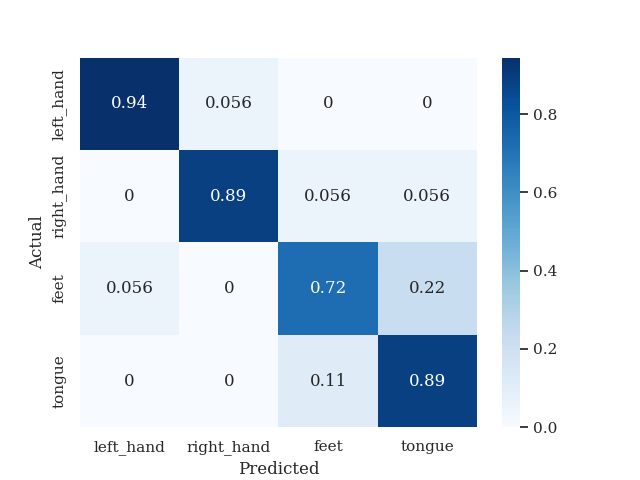 left_hand 0.94 0.056 0 0
right_hand 0 0.89 0.056 0.056
feet 0.056 0 0.72 0.22
tongue 0 0 0.11 0.89
left_hand right_hand feet tongue
Predicted
Actual
0.8
0.6
0.4
0.2
0.0